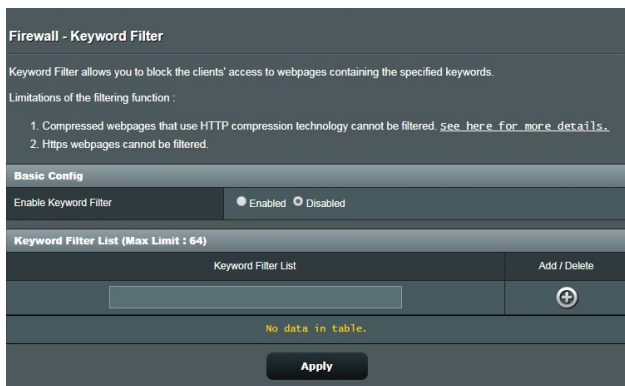 Firewall - Keyword Filter
Keyword Filter allows you to block the clients' access to webpages containing the specified keywords.
Limitations of the filtering function :
1. Compressed webpages that use HTTP compression technology cannot be filtered. See here for more details.
2. Https webpages cannot be filtered.
Basic Config
Enable Keyword Filter Enabled Disabled
Keyword Filter List (Max Limit : 64)
Keyword Filter List Add / Delete
No data in table.
Apply